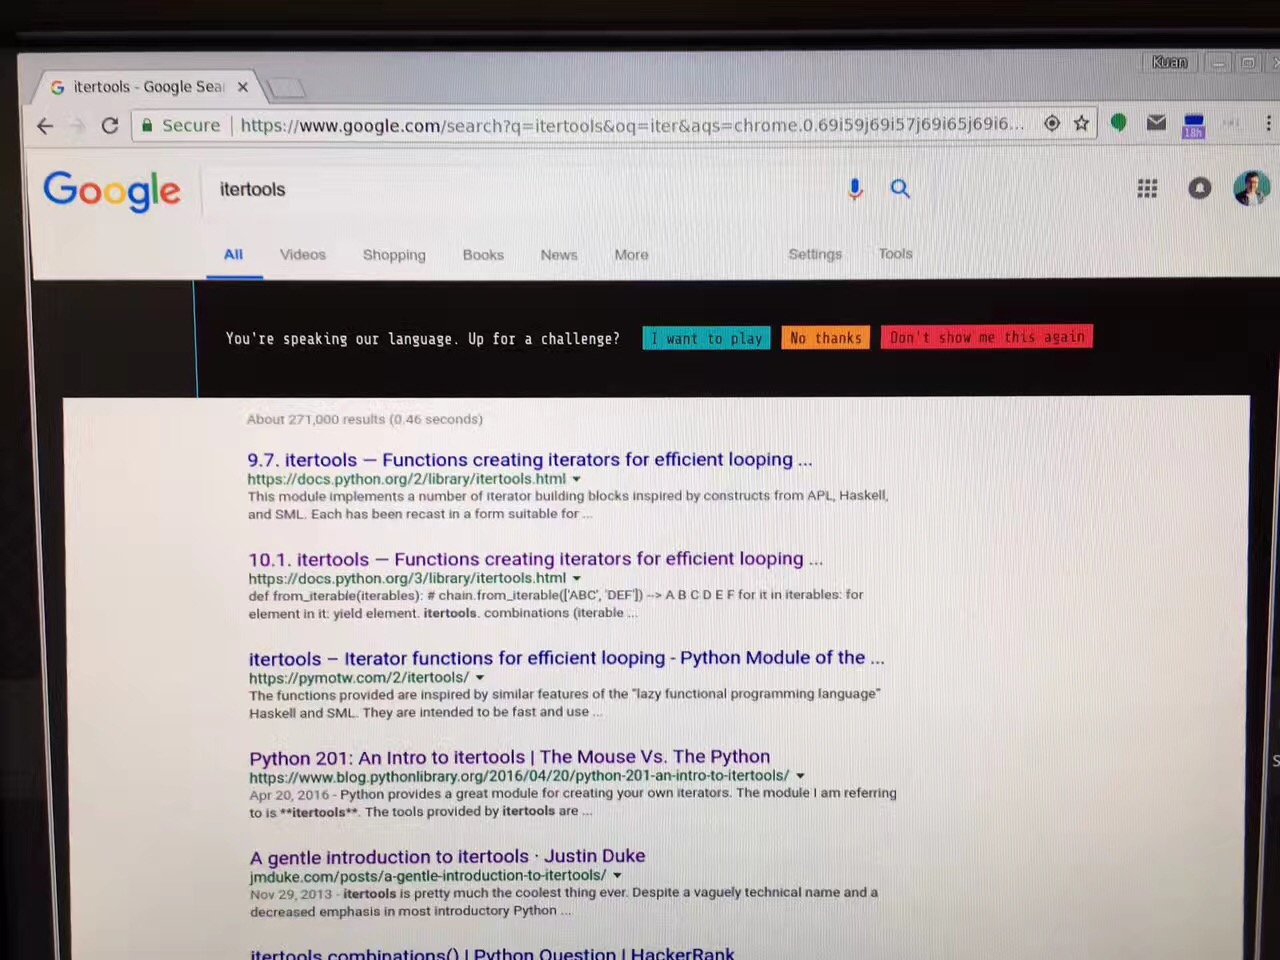 Kuan
itertools - Google Sea
Secure https://www.google.com/search?q=itertools&oq=iter&aqs=chrome.0.69i59j69i57j69i65j69i6...
18h
Google itertools
All Videos Shopping Books News More Settings Tools
You're speaking our language. Up for a challenge? I want to play No thanks Don't show me this again
About 271,000 results (0.46 seconds)
9.7. itertools — Functions creating iterators for efficient looping ...
https://docs.python.org/2/library/itertools.html
This module implements a number of iterator building blocks inspired by constructs from APL, Haskell,
and SML. Each has been recast in a form suitable for ...
10.1. itertools — Functions creating iterators for efficient looping ...
https://docs.python.org/3/library/itertools.html
def from_iterable(iterables): # chain.from_iterable(['ABC', 'DEF']) --> A B C D E F for it in iterables: for
element in it: yield element. itertools. combinations (iterable ...
itertools – Iterator functions for efficient looping - Python Module of the ...
https://pymotw.com/2/itertools/
The functions provided are inspired by similar features of the "lazy functional programming language"
Haskell and SML. They are intended to be fast and use ...
Python 201: An Intro to itertools | The Mouse Vs. The Python
https://www.blog.pythonlibrary.org/2016/04/20/python-201-an-intro-to-itertools/
Apr 20, 2016 - Python provides a great module for creating your own iterators. The module I am referring
to is **itertools**. The tools provided by itertools are ...
A gentle introduction to itertools · Justin Duke
jmduke.com/posts/a-gentle-introduction-to-itertools/
Nov 29, 2013 - itertools is pretty much the coolest thing ever. Despite a vaguely technical name and a
decreased emphasis in most introductory Python ...
itertools.combinations() | Python Question | HackerRank